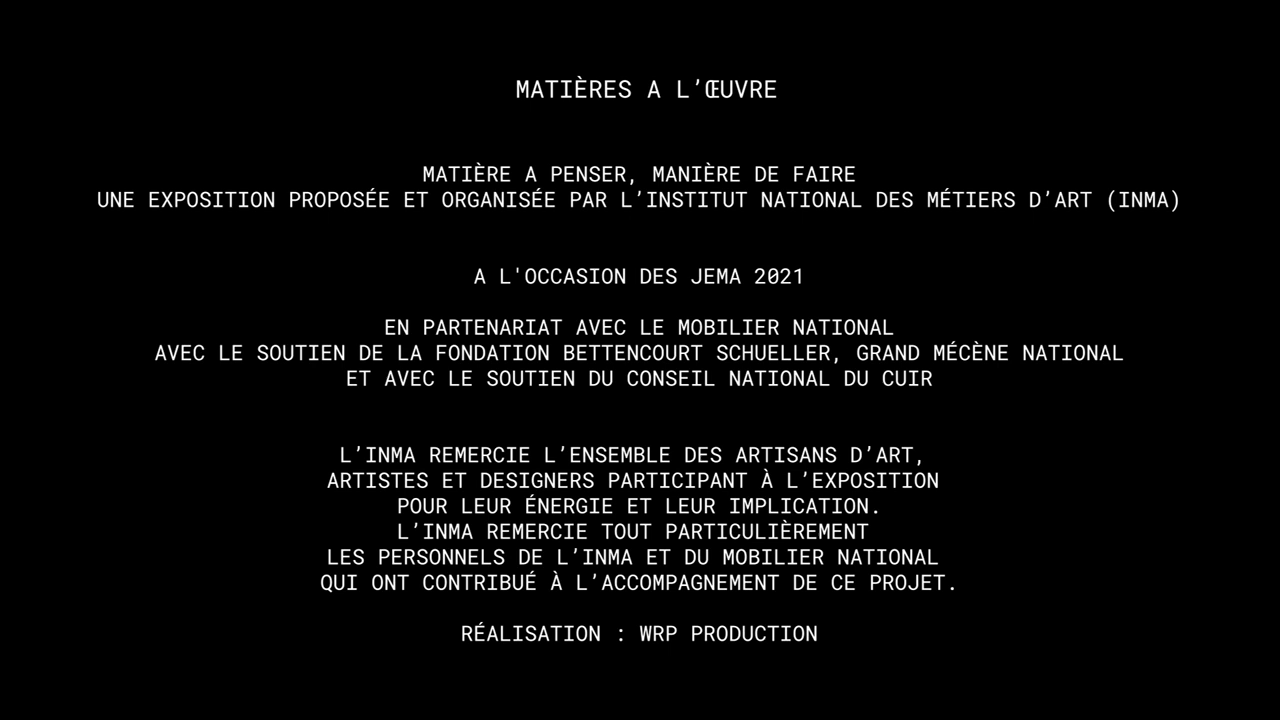 MATIÈRES A L’ŒUVRE
MATIÈRE A PENSER, MANIÈRE DE FAIRE
UNE EXPOSITION PROPOSÉE ET ORGANISÉE PAR L’INSTITUT NATIONAL DES MÉTIERS D’ART (INMA)
A L'OCCASION DES JEMA 2021
EN PARTENARIAT AVEC LE MOBILIER NATIONAL
AVEC LE SOUTIEN DE LA FONDATION BETTENCOURT SCHUELLER, GRAND MÉCÈNE NATIONAL
ET AVEC LE SOUTIEN DU CONSEIL NATIONAL DU CUIR
L’INMA REMERCIE L’ENSEMBLE DES ARTISANS D’ART,
ARTISTES ET DESIGNERS PARTICIPANT À L’EXPOSITION
POUR LEUR ÉNERGIE ET LEUR IMPLICATION.
L’INMA REMERCIE TOUT PARTICULIÈREMENT
LES PERSONNELS DE L’INMA ET DU MOBILIER NATIONAL
QUI ONT CONTRIBUÉ À L’ACCOMPAGNEMENT DE CE PROJET.
RÉALISATION : WRP PRODUCTION